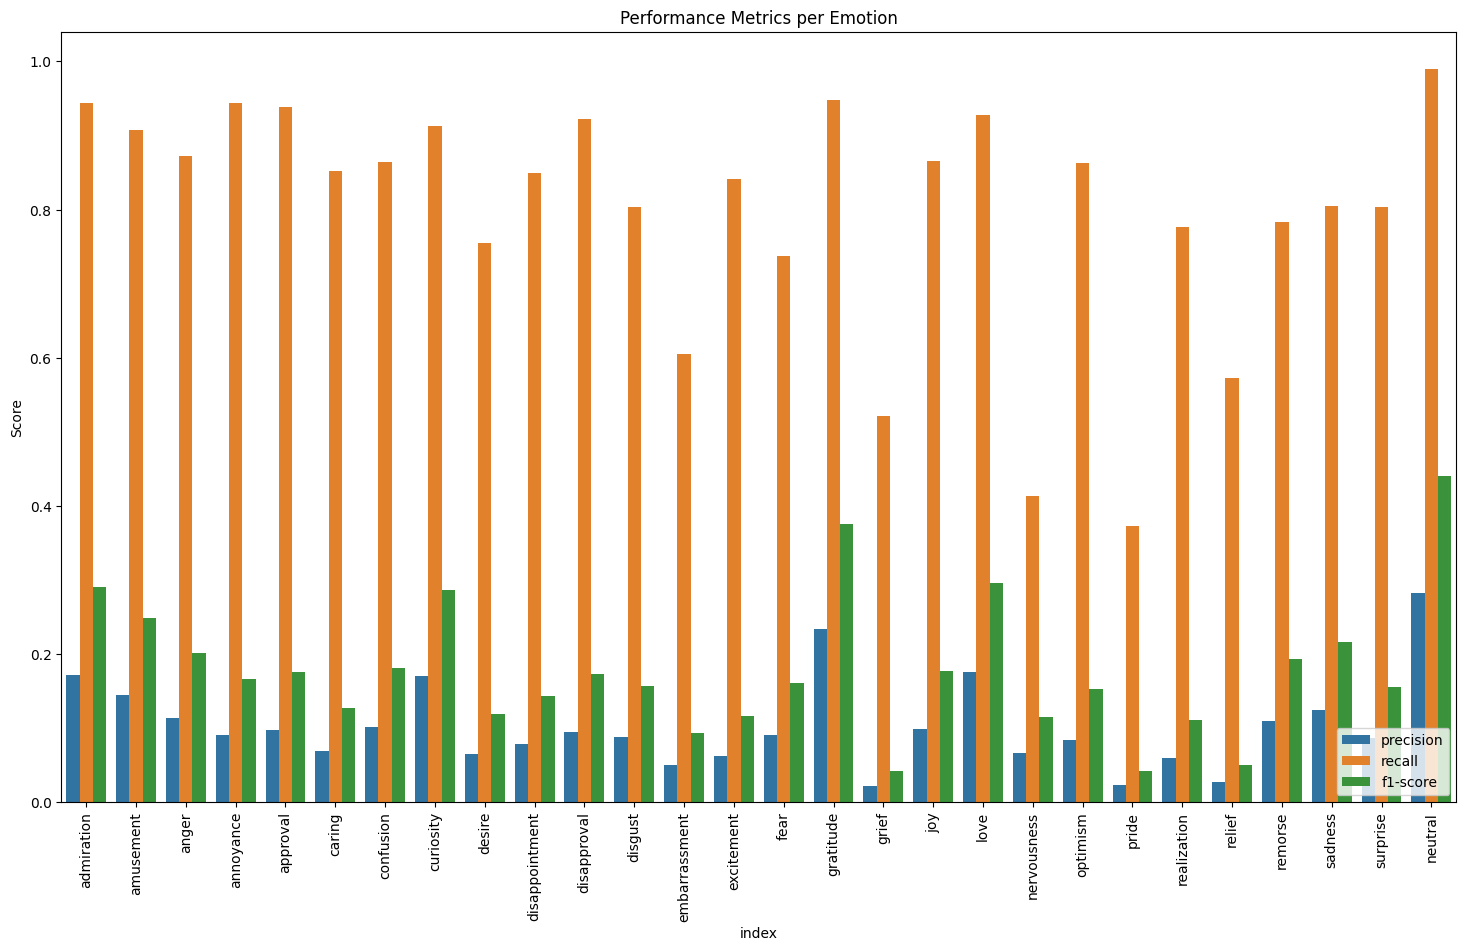 Performance Metrics per Emotion
1.0
0.8
0.6
0.4
0.2
0.0
Score
admiration
amusement
anger
annoyance
approval
caring
confusion
curiosity
desire
disappointment
disapproval
disgust
embarrassment
excitement
fear
gratitude
grief
joy
love
nervousness
optimism
pride
realization
relief
remorse
sadness
surprise
neutral
index
precision
recall
f1-score